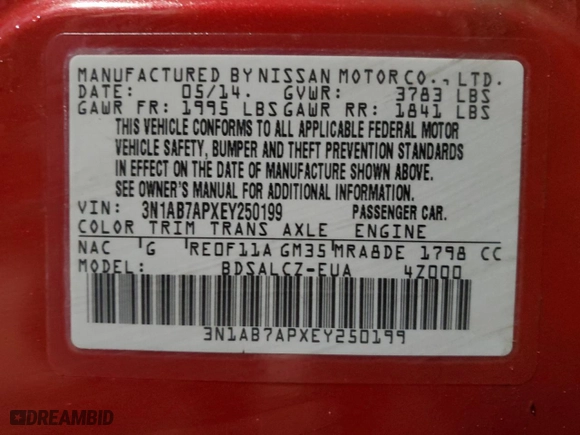 MANUFACTURED BY NISSAN MOTOR CO., LTD.
DATE: 05/14. GVWR: 3783 LBS
GAWR FR: 1995 LBS GAWR RR: 1841 LBS
THIS VEHICLE CONFORMS TO ALL APPLICABLE FEDERAL MOTOR
VEHICLE SAFETY, BUMPER AND THEFT PREVENTION STANDARDS
IN EFFECT ON THE DATE OF MANUFACTURE SHOWN ABOVE.
SEE OWNER'S MANUAL FOR ADDITIONAL INFORMATION.
VIN: 3N1AB7APXEY250199 PASSENGER CAR.
COLOR TRIM TRANS AXLE ENGINE
NAC G RE0F11A GM35 MRA8DE 1798 CC
MODEL: BDSALCZ-EUA 47000
3N1AB7APXEY250199
DREAMBID